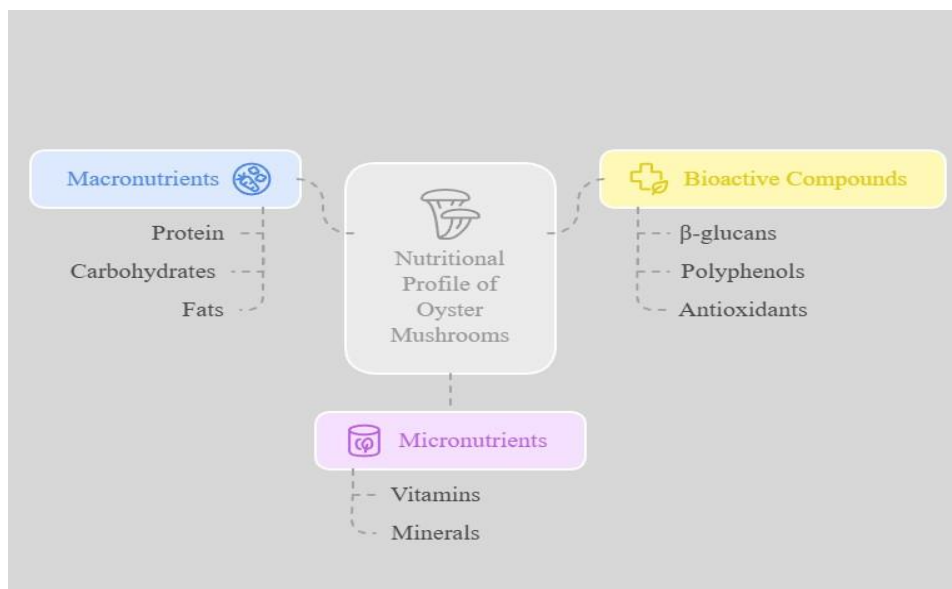 Macronutrients
Protein
Carbohydrates
Fats
Nutritional
Profile of
Oyster
Mushrooms
Bioactive Compounds
β-glucans
Polyphenols
Antioxidants
Micronutrients
Vitamins
Minerals